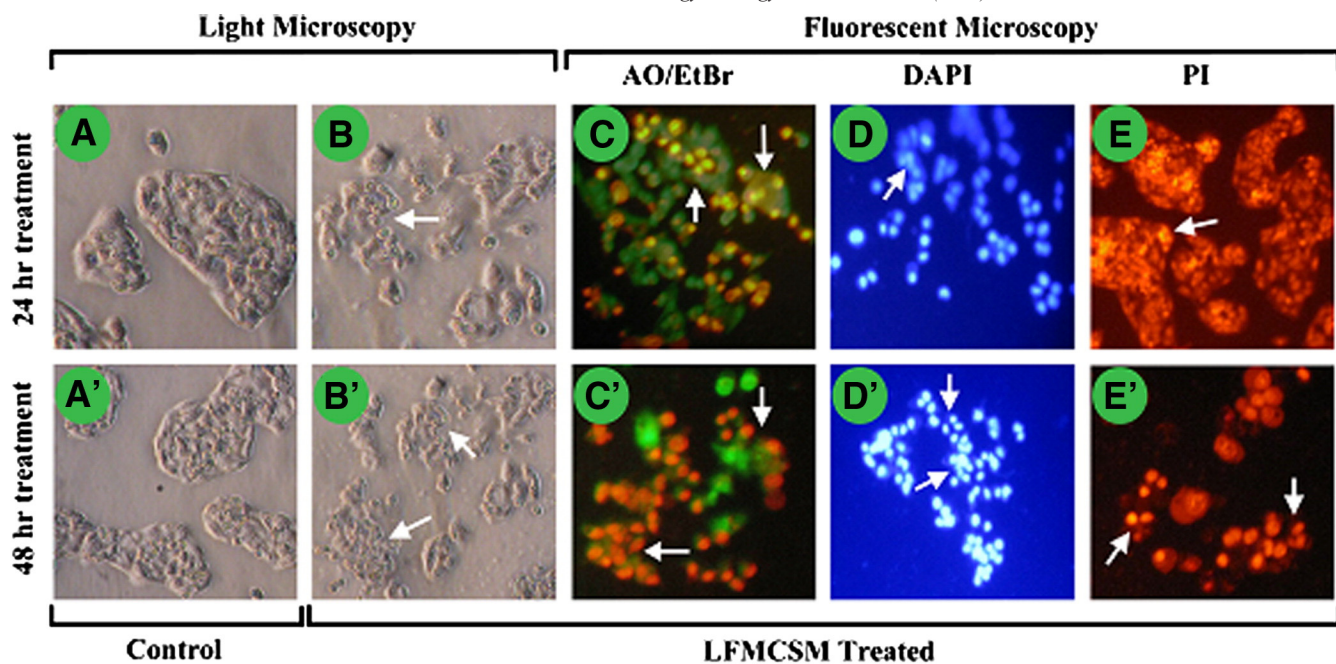 Light Microscopy
Fluorescent Microscopy
AO/EtBr
DAPI
PI
24 hr treatment
A
B
C
D
E
48 hr treatment
A’
B’
C’
D’
E’
Control
LFMCSM Treated